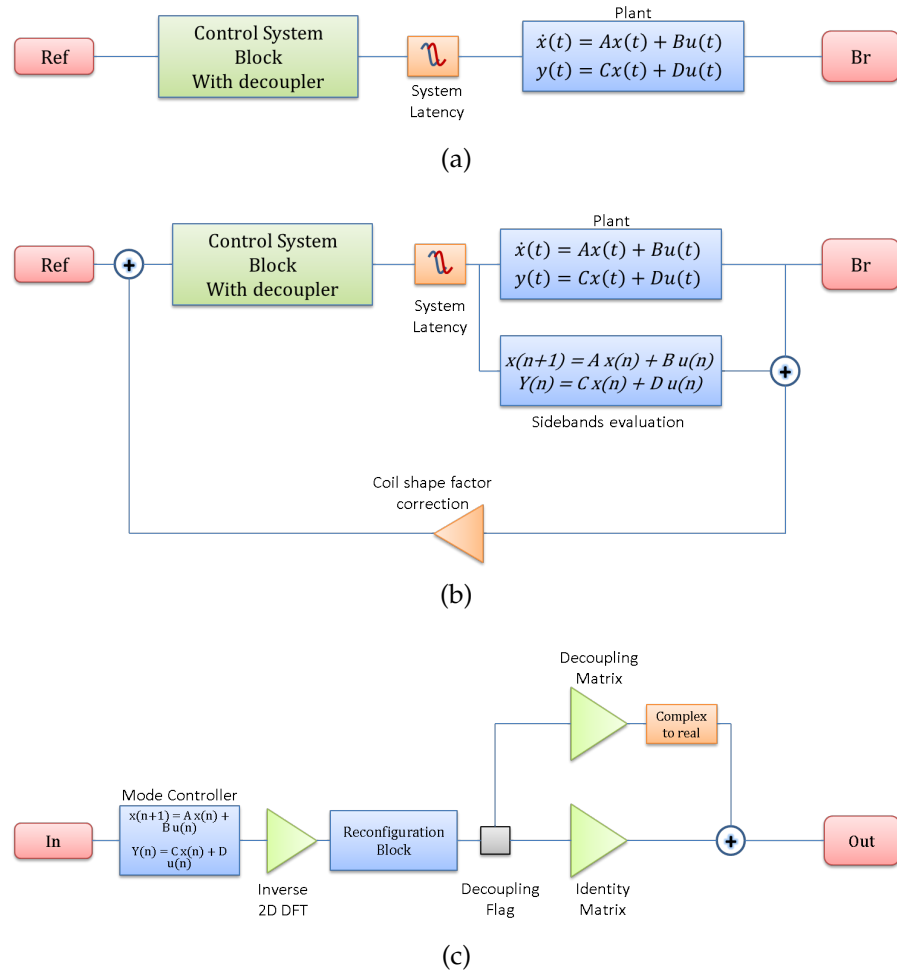 Plant
Ref
Control System
Block
With decoupler
ẋ(t) = Ax(t) + Bu(t)
y(t) = Cx(t) + Du(t)
Br
System
Latency
(a)
Plant
Ref
+
Control System
Block
With decoupler
ẋ(t) = Ax(t) + Bu(t)
y(t) = Cx(t) + Du(t)
Br
System
Latency
x(n+1) = A x(n) + B u(n)
Y(n) = C x(n) + D u(n)
+
Sidebands evaluation
Coil shape factor
correction
(b)
Decoupling
Matrix
Complex
to real
Mode Controller
In
x(n+1) = A x(n) +
B u(n)
Y(n) = C x(n) + D
u(n)
Reconfiguration
Block
+
Out
Inverse
2D DFT
Decoupling
Flag
Identity
Matrix
(c)